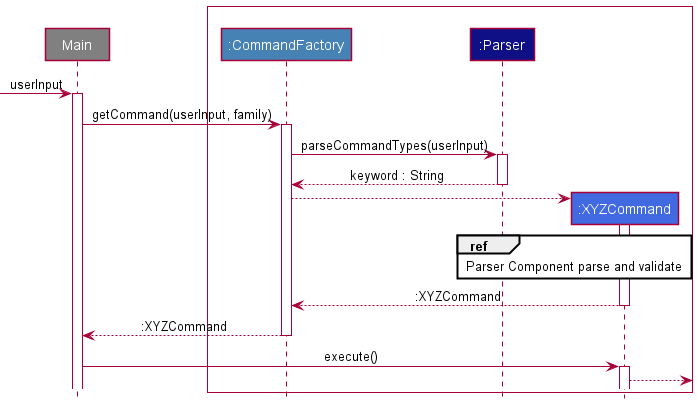 Main
:CommandFactory
:Parser
userInput
getCommand(userInput, family)
parseCommandTypes(userInput)
keyword : String
:XYZCommand
ref
Parser Component parse and validate
:XYZCommand
:XYZCommand
execute()